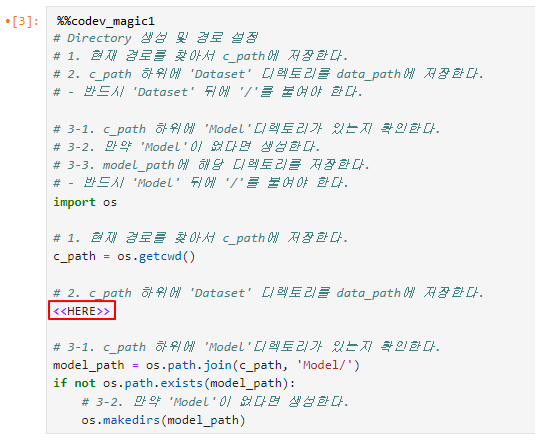 [3]:
%%codev_magic1
# Directory 생성 및 경로 설정
# 1. 현재 경로를 찾아서 c_path에 저장한다.
# 2. c_path 하위에 'Dataset' 디렉토리를 data_path에 저장한다.
# - 반드시 'Dataset' 뒤에 '/'를 붙여야 한다.
# 3-1. c_path 하위에 'Model'디렉토리가 있는지 확인한다.
# 3-2. 만약 'Model'이 없다면 생성한다.
# 3-3. model_path에 해당 디렉토리를 저장한다.
# - 반드시 'Model' 뒤에 '/'를 붙여야 한다.
import os
# 1. 현재 경로를 찾아서 c_path에 저장한다.
c_path = os.getcwd()
# 2. c_path 하위에 'Dataset' 디렉토리를 data_path에 저장한다.
<<HERE>>
# 3-1. c_path 하위에 'Model'디렉토리가 있는지 확인한다.
model_path = os.path.join(c_path, 'Model/')
if not os.path.exists(model_path):
# 3-2. 만약 'Model'이 없다면 생성한다.
os.makedirs(model_path)